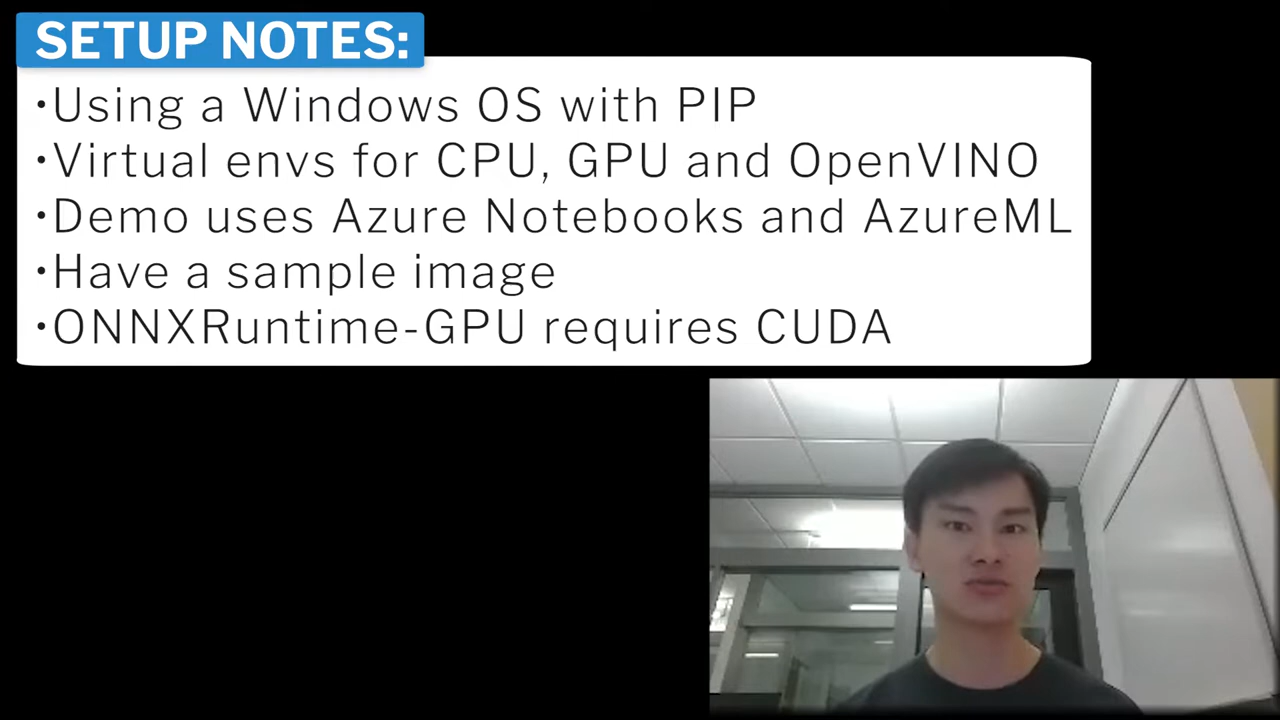 SETUP NOTES:
•Using a Windows OS with PIP
•Virtual envs for CPU, GPU and OpenVINO
•Demo uses Azure Notebooks and AzureML
•Have a sample image
•ONNXRuntime-GPU requires CUDA